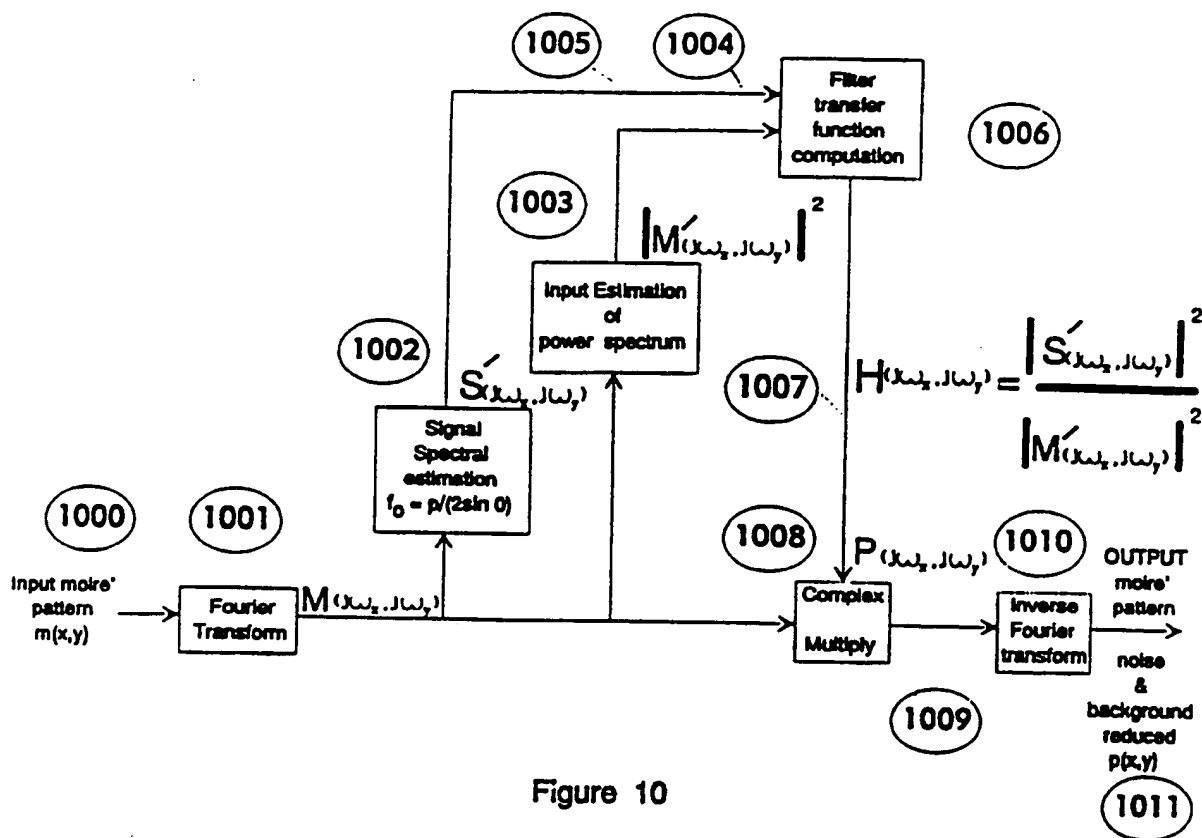 1005
1004
Filter
transfer
function
computation
1006
1003
|M′(jωx, jωy)|²
Input Estimation
of
power spectrum
1002
S′(jωx, jωy)
Signal
Spectral
estimation
fo = p/(2sin 0)
1007
H(jωx, jωy) = |S′(jωx, jωy)|²
|M′(jωx, jωy)|²
1000
1001
1008
1010
Input moire'
pattern
m(x,y)
Fourier
Transform
M(jωx, jωy)
P(jωx, jωy)
Complex
Multiply
Inverse
Fourier
transform
OUTPUT
moire'
pattern
noise
&
background
reduced
p(x,y)
1009
1011
Figure 10